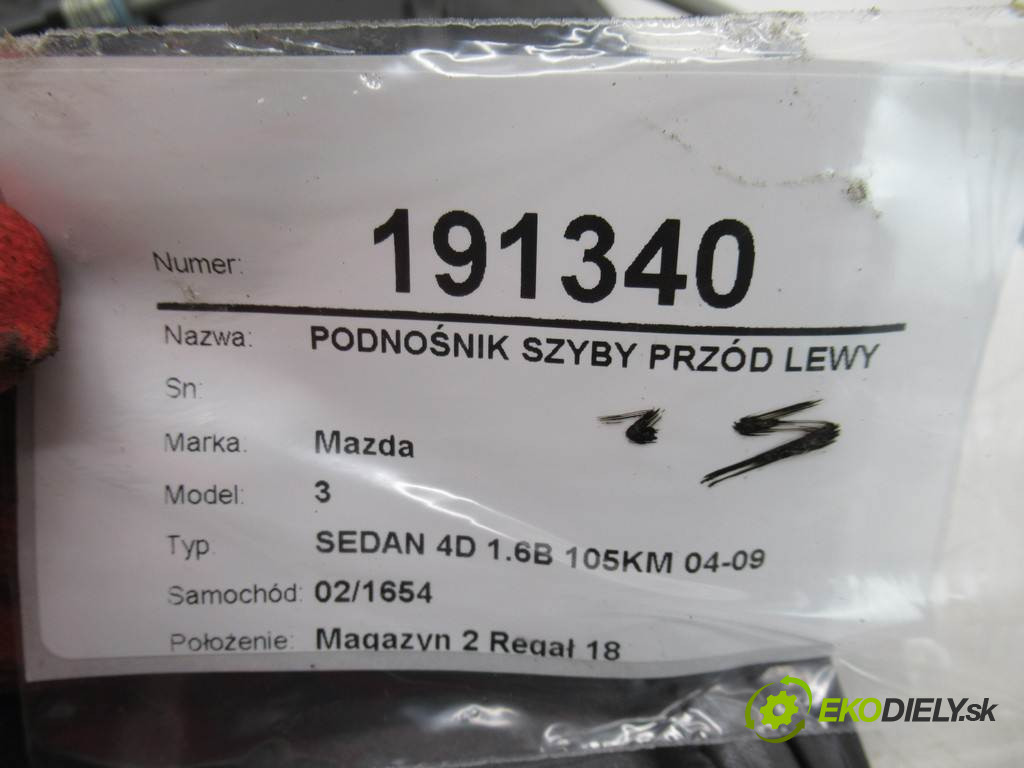 Numer: 191340
Nazwa: PODNOŚNIK SZYBY PRZÓD LEWY
Sn:
Marka: Mazda
Model: 3
Typ: SEDAN 4D 1.6B 105KM 04-09
Samochód: 02/1654
Położenie: Magazyn 2 Regał 18
EKODIELY.sk